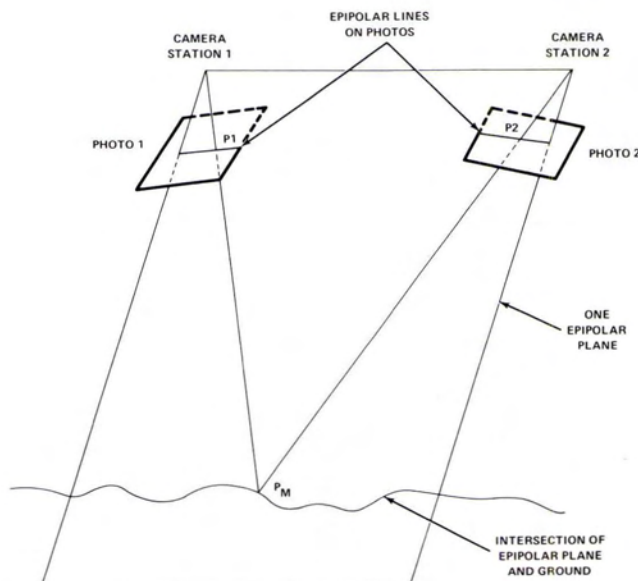 EPIPOLAR LINES
ON PHOTOS
CAMERA
STATION 1
CAMERA
STATION 2
PHOTO 1
P1
P2
PHOTO 2
ONE
EPIPOLAR
PLANE
PM
INTERSECTION OF
EPIPOLAR PLANE
AND GROUND